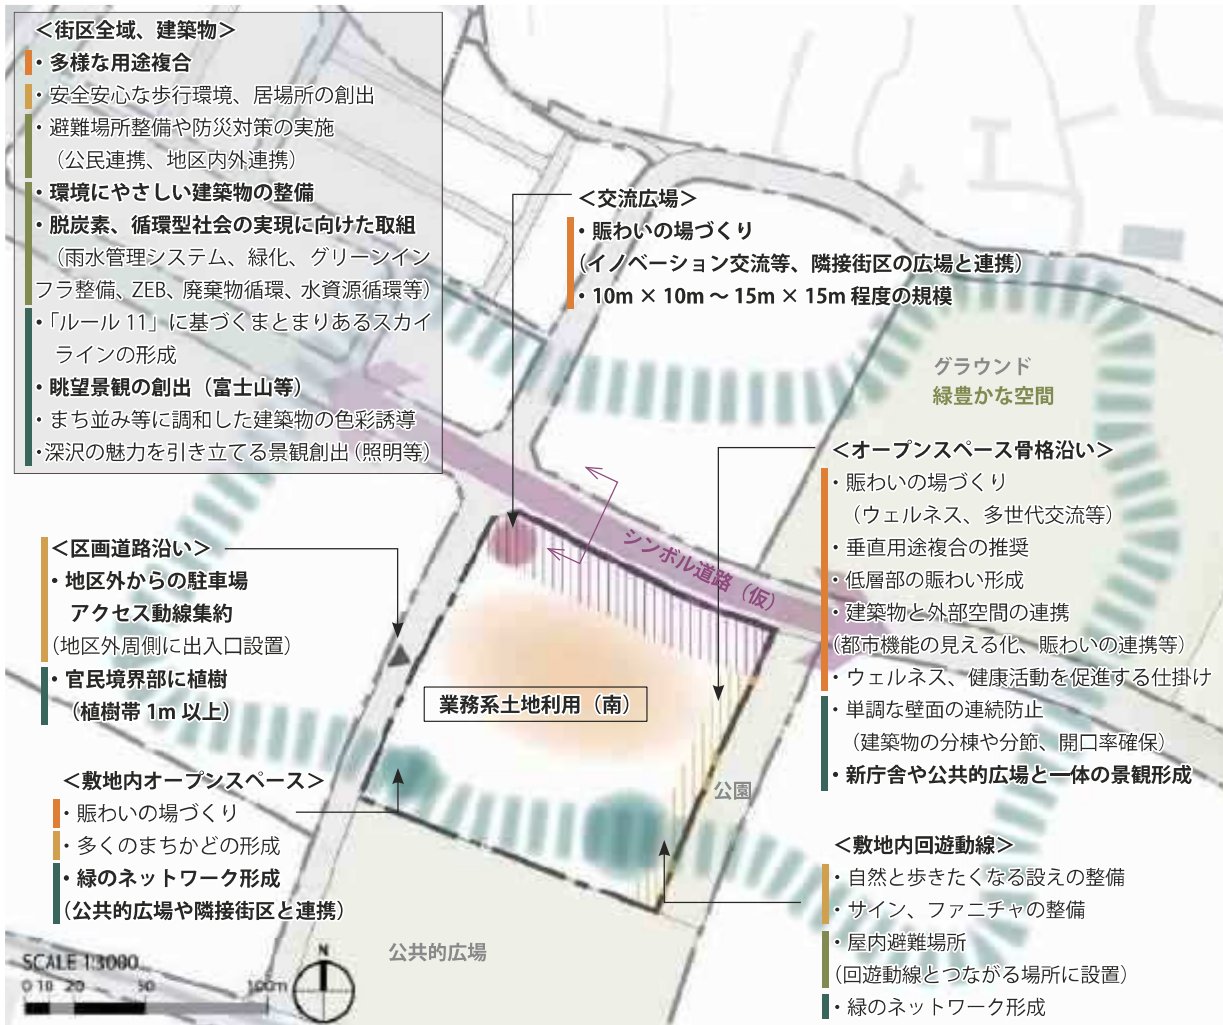 ＜街区全域、建築物＞
・多様な用途複合
・安全安心な歩行環境、居場所の創出
・避難場所整備や防災対策の実施
（公民連携、地区内外連携）
・環境にやさしい建築物の整備
・脱炭素、循環型社会の実現に向けた取組
（雨水管理システム、緑化、グリーンイン
フラ整備、ZEB、廃棄物循環、水資源循環等）
・「ルール 11」に基づくまとまりあるスカイ
ラインの形成
・眺望景観の創出（富士山等）
・まち並み等に調和した建築物の色彩誘導
・深沢の魅力を引き立てる景観創出（照明等）
＜交流広場＞
・賑わいの場づくり
（イノベーション交流等、隣接街区の広場と連携）
・10m × 10m ～ 15m × 15m 程度の規模
グラウンド
緑豊かな空間
＜オープンスペース骨格沿い＞
・賑わいの場づくり
（ウェルネス、多世代交流等）
・垂直用途複合の推奨
・低層部の賑わい形成
・建築物と外部空間の連携
（都市機能の見える化、賑わいの連携等）
・ウェルネス、健康活動を促進する仕掛け
・単調な壁面の連続防止
（建築物の分棟や分節、開口率確保）
・新庁舎や公共的広場と一体の景観形成
シンボル道路（仮）
＜区画道路沿い＞
・地区外からの駐車場
アクセス動線集約
（地区外周側に出入口設置）
・官民境界部に植樹
（植樹帯 1m 以上）
業務系土地利用（南）
公園
＜敷地内オープンスペース＞
・賑わいの場づくり
・多くのまちかどの形成
・緑のネットワーク形成
（公共的広場や隣接街区と連携）
＜敷地内回遊動線＞
・自然と歩きたくなる設えの整備
・サイン、ファニチャの整備
・屋内避難場所
（回遊動線とつながる場所に設置）
・緑のネットワーク形成
公共的広場
SCALE 1:3000
0 10 20 50 100m
N